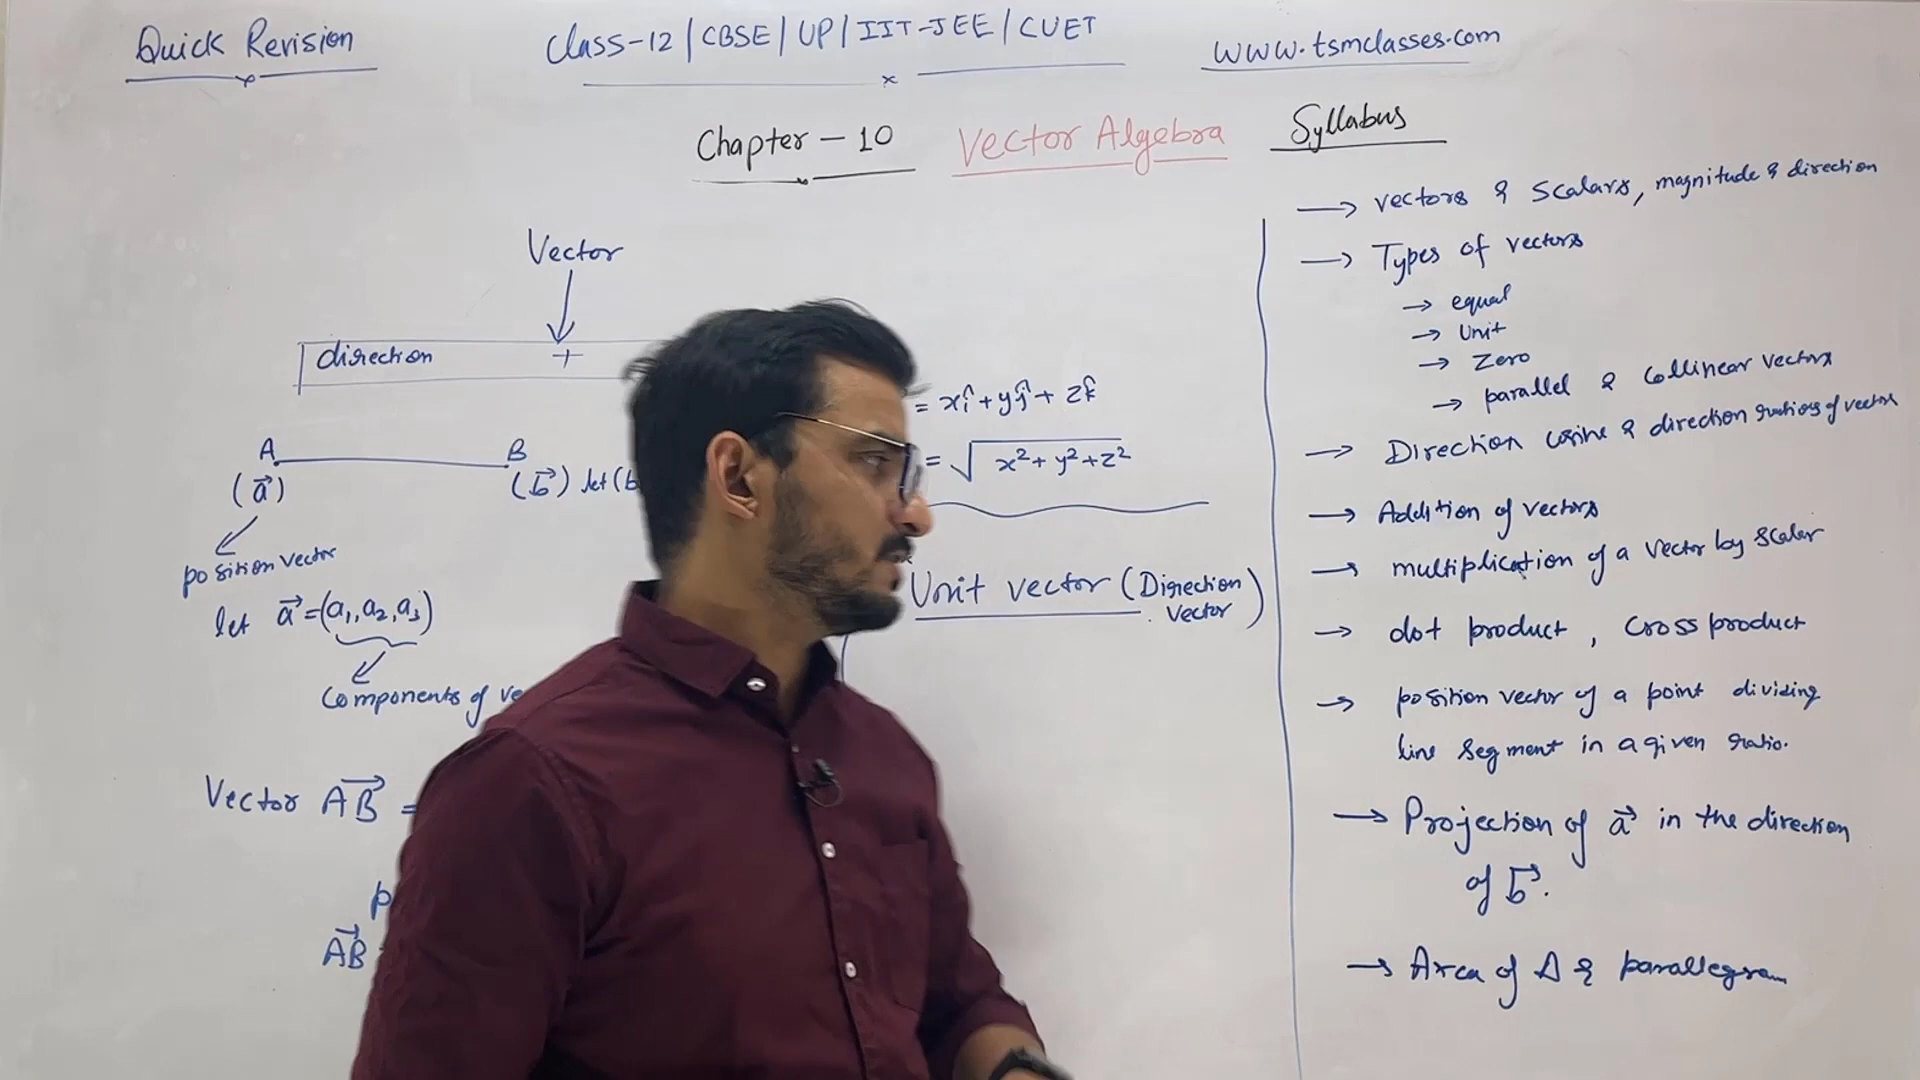 Quick Revision
Class-12 | CBSE | UP | IIT-JEE | CUET
www.tsmclasses.com
Chapter - 10 Vector Algebra
Vector
direction +
A B
(a⃗) (b⃗) let (b
position vector
let a⃗ = (a₁, a₂, a₃)
Components of ve
Vector AB⃗ =
p
AB⃗
= xî + yĵ + zk̂
= √x² + y² + z²
Unit vector (Direction
vector)
Syllabus
→ vectors & Scalars, magnitude & direction
→ Types of vectors
→ equal
→ Unit
→ Zero
→ parallel & Collinear vectors
→ Direction cosine & direction ratios of vector
→ Addition of vectors
→ multiplication of a vector by scalar
→ dot product, cross product
→ position vector of a point dividing
line segment in a given ratio.
→ Projection of a⃗ in the direction
of b⃗.
→ Area of Δ & parallegram